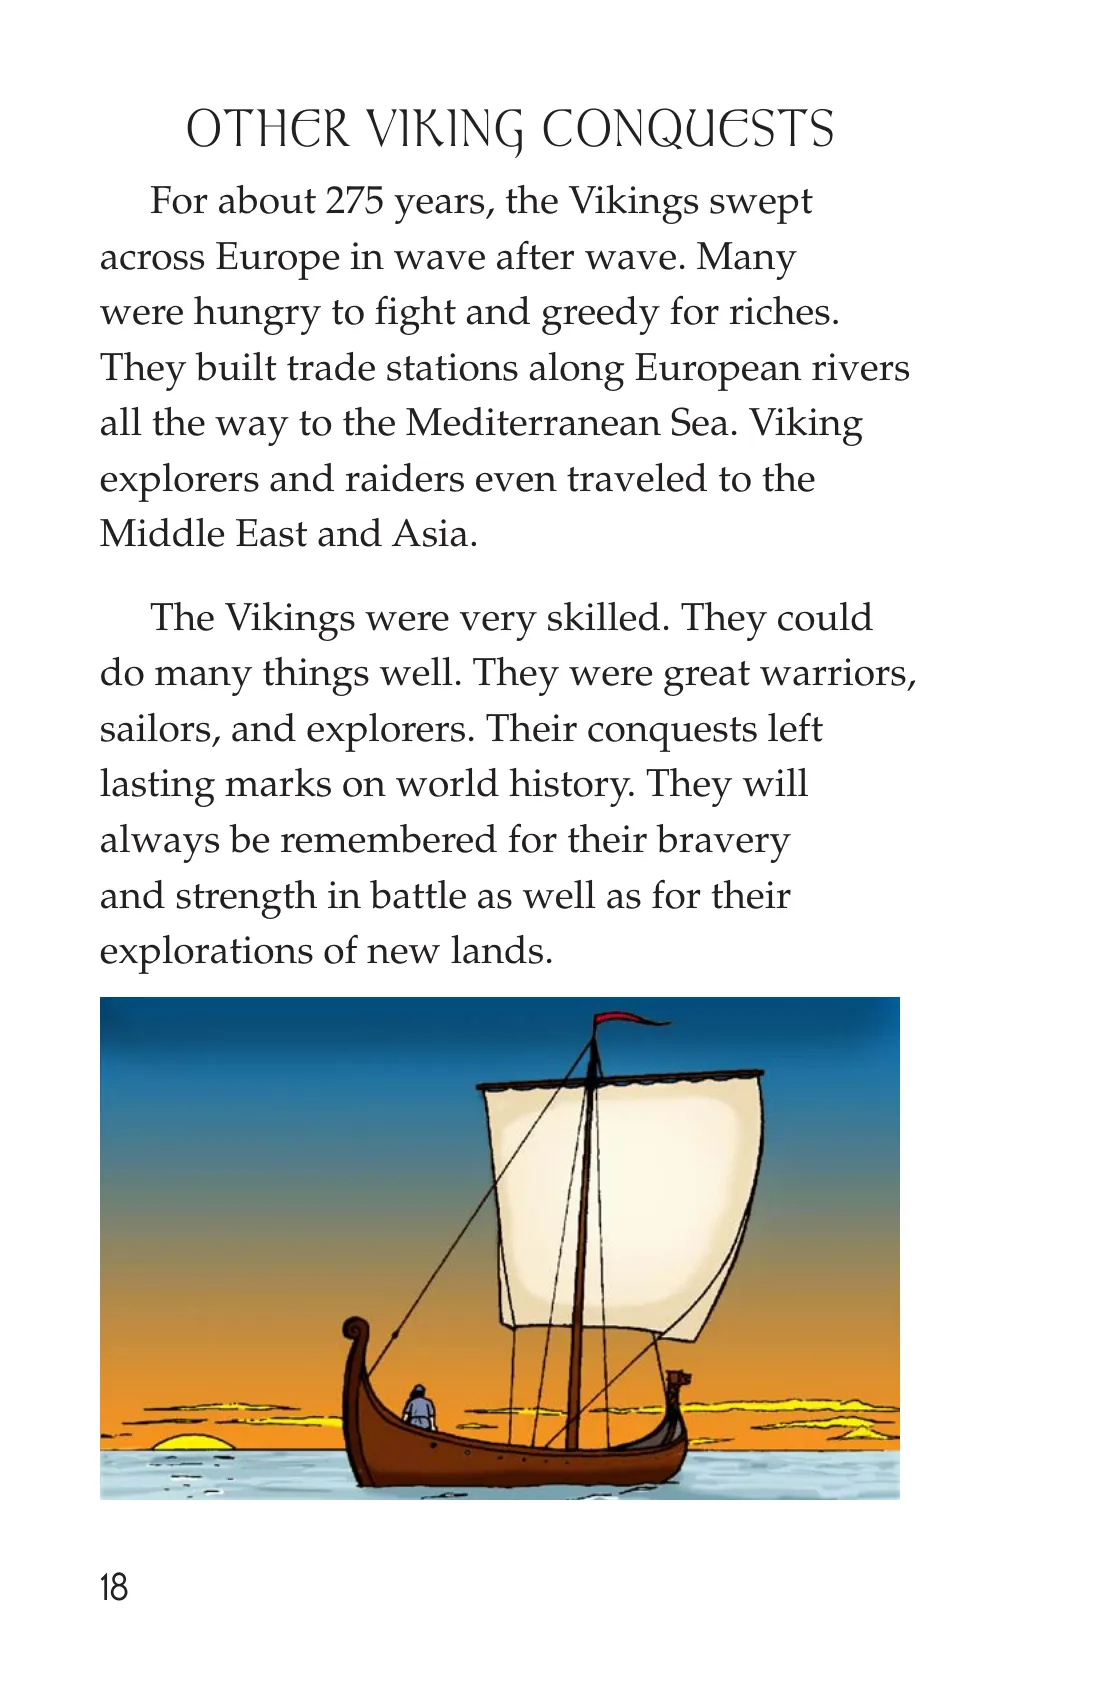 OTHER VIKING CONQUESTS
For about 275 years, the Vikings swept
across Europe in wave after wave. Many
were hungry to fight and greedy for riches.
They built trade stations along European rivers
all the way to the Mediterranean Sea. Viking
explorers and raiders even traveled to the
Middle East and Asia.
The Vikings were very skilled. They could
do many things well. They were great warriors,
sailors, and explorers. Their conquests left
lasting marks on world history. They will
always be remembered for their bravery
and strength in battle as well as for their
explorations of new lands.
18